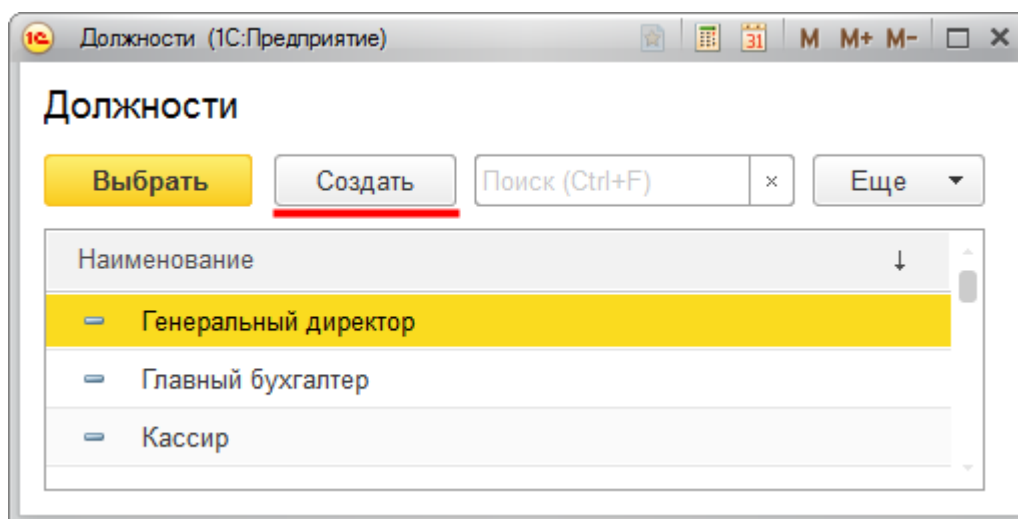 1С Должности (1С:Предприятие) 31 M M+ M-
Должности
Выбрать Создать Поиск (Ctrl+F) × Еще
Наименование ↓
Генеральный директор
Главный бухгалтер
Кассир